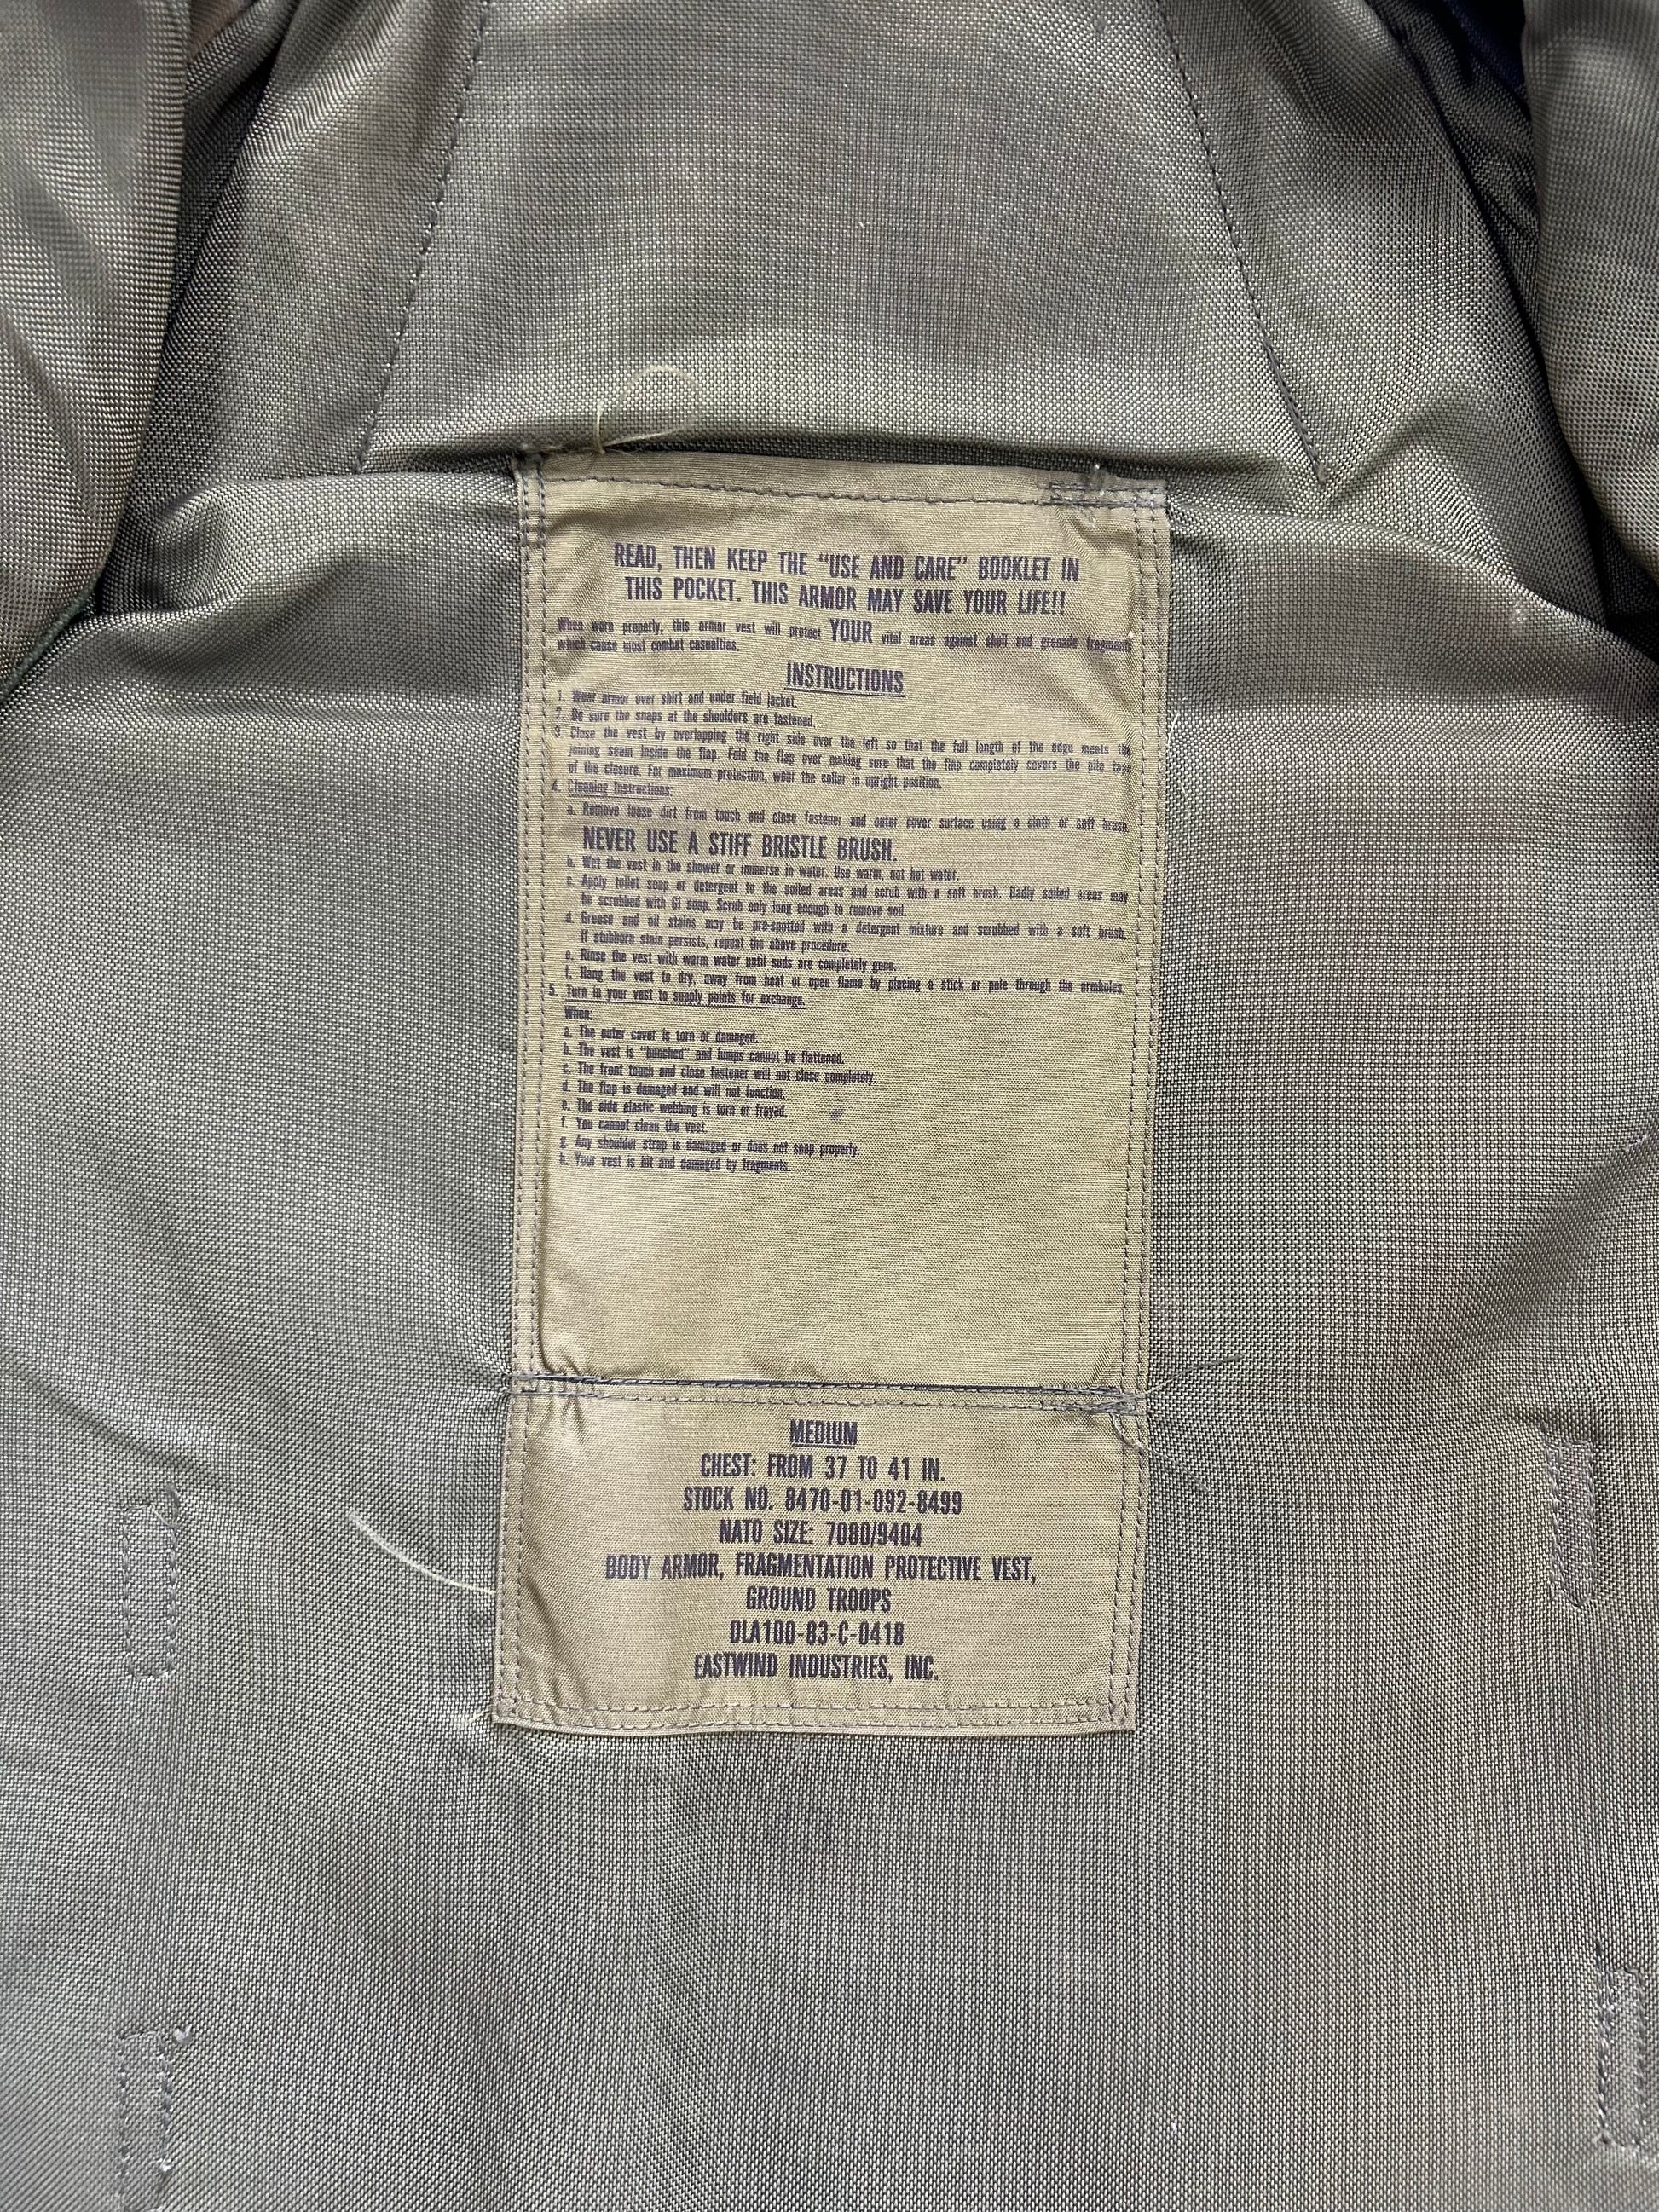 READ, THEN KEEP THE “USE AND CARE” BOOKLET IN
THIS POCKET. THIS ARMOR MAY SAVE YOUR LIFE!!
When worn properly, this armor vest will protect YOUR vital areas against shell and grenade fragments
which cause most combat casualties.
INSTRUCTIONS
1. Wear armor over shirt and under field jacket.
2. Be sure the snaps at the shoulders are fastened.
3. Close the vest by overlapping the right side over the left so that the full length of the edge meets the
joining seam inside the flap. Fold the flap over making sure that the flap completely covers the pile tape
of the closure. For maximum protection, wear the collar in upright position.
4. Cleaning Instructions:
a. Remove loose dirt from touch and close fastener and outer cover surface using a cloth or soft brush.
NEVER USE A STIFF BRISTLE BRUSH.
b. Wet the vest in the shower or immerse in water. Use warm, not hot water.
c. Apply toilet soap or detergent to the soiled areas and scrub with a soft brush. Badly soiled areas may
be scrubbed with GI soap. Scrub only long enough to remove soil.
d. Grease and oil stains may be pre-spotted with a detergent mixture and scrubbed with a soft brush.
If stubborn stain persists, repeat the above procedure.
e. Rinse the vest with warm water until suds are completely gone.
f. Hang the vest to dry, away from heat or open flame by placing a stick or pole through the armholes.
5. Turn in your vest to supply points for exchange.
When:
a. The outer cover is torn or damaged.
b. The vest is “bunched” and lumps cannot be flattened.
c. The front touch and close fastener will not close completely.
d. The flap is damaged and will not function.
e. The side elastic webbing is torn or frayed.
f. You cannot clean the vest.
g. Any shoulder strap is damaged or does not snap properly.
h. Your vest is hit and damaged by fragments.
MEDIUM
CHEST: FROM 37 TO 41 IN.
STOCK NO. 8470-01-092-8499
NATO SIZE: 7080/9404
BODY ARMOR, FRAGMENTATION PROTECTIVE VEST,
GROUND TROOPS
DLA100-83-C-0418
EASTWIND INDUSTRIES, INC.